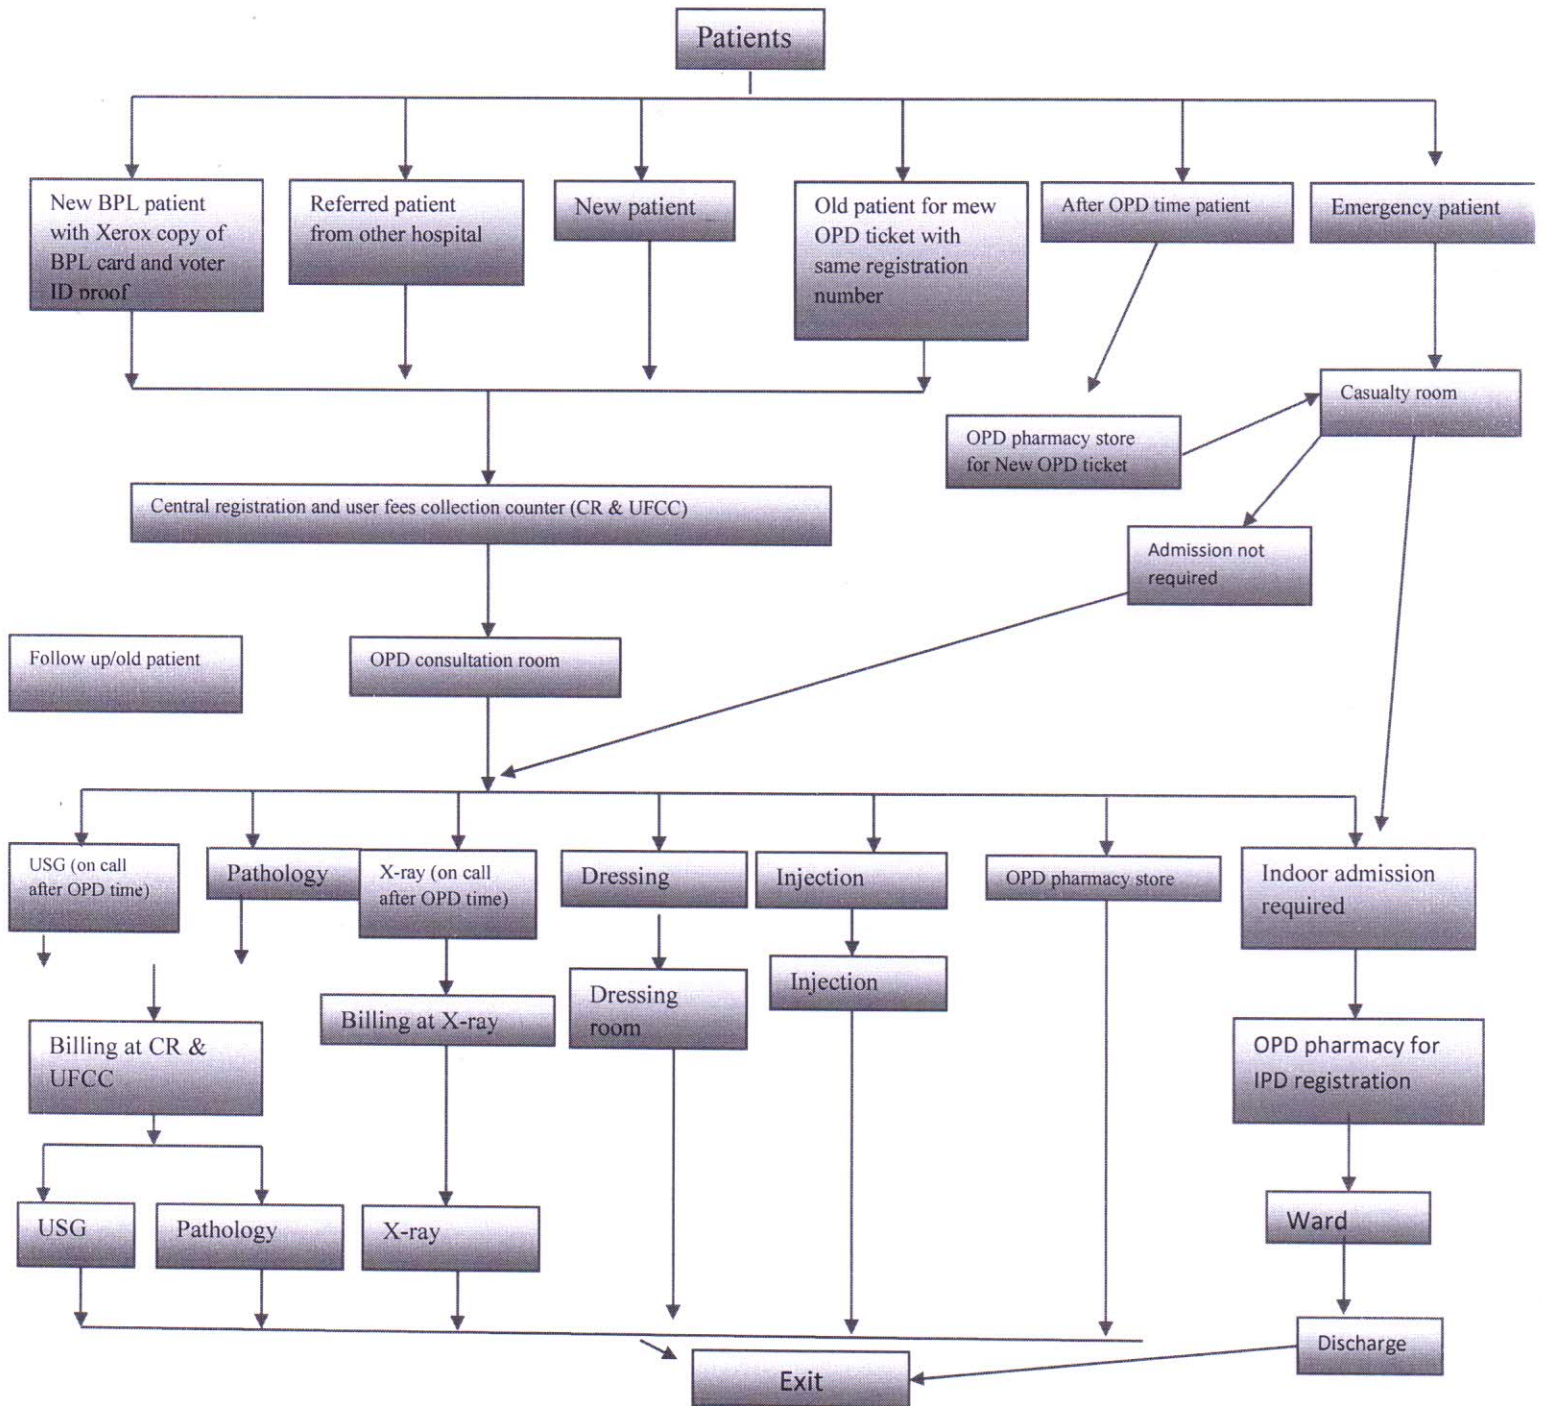 Patients
New BPL patient
with Xerox copy of
BPL card and voter
ID proof
Referred patient
from other hospital
New patient
Old patient for mew
OPD ticket with
same registration
number
After OPD time patient
Emergency patient
Casualty room
OPD pharmacy store
for New OPD ticket
Central registration and user fees collection counter (CR & UFCC)
Admission not
required
Follow up/old patient
OPD consultation room
USG (on call
after OPD time)
Pathology
X-ray (on call
after OPD time)
Dressing
Injection
OPD pharmacy store
Indoor admission
required
Billing at CR &
UFCC
Billing at X-ray
Dressing
room
Injection
OPD pharmacy for
IPD registration
USG
Pathology
X-ray
Ward
Discharge
Exit